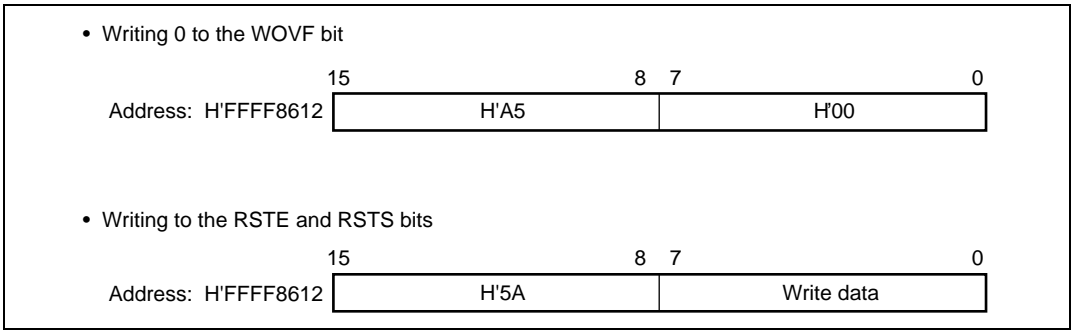 • Writing 0 to the WOVF bit
15 8 7 0
Address: H'FFFF8612 H'A5 H'00
• Writing to the RSTE and RSTS bits
15 8 7 0
Address: H'FFFF8612 H'5A Write data